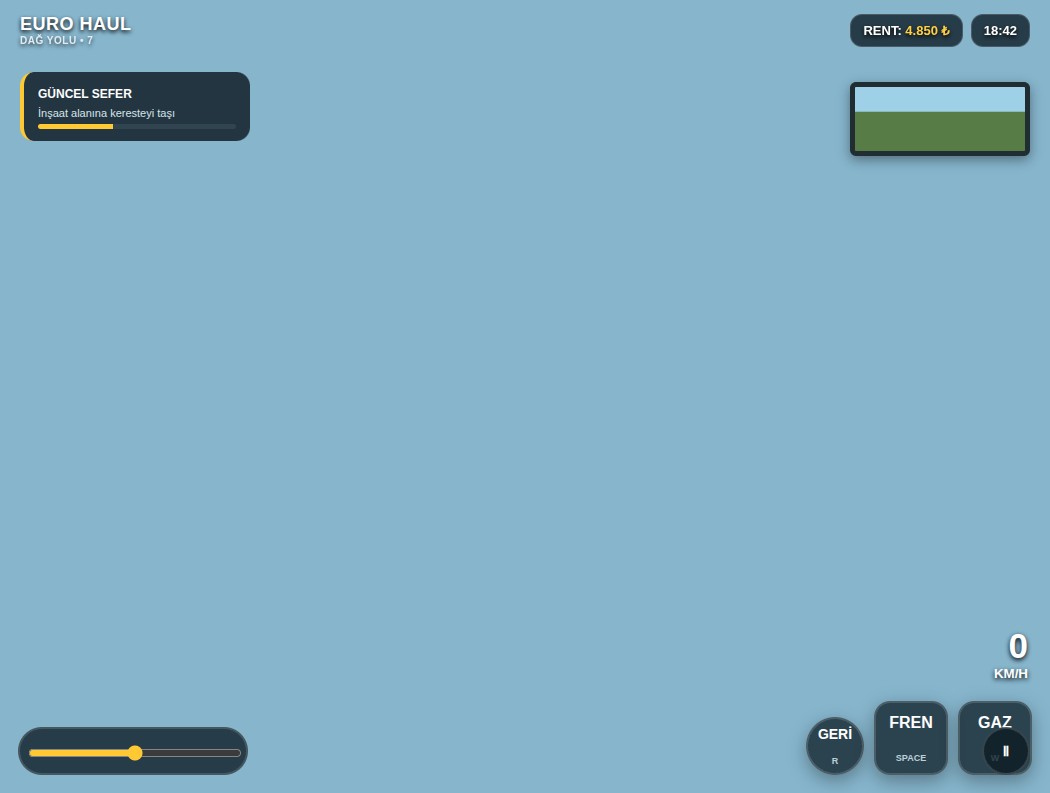 EURO HAUL
DAĞ YOLU • 7
RENT: 4.850 ₺
18:42
GÜNCEL SEFER
İnşaat alanına keresteyi taşı
0
KM/H
GERİ
R
FREN
SPACE
GAZ
W
II